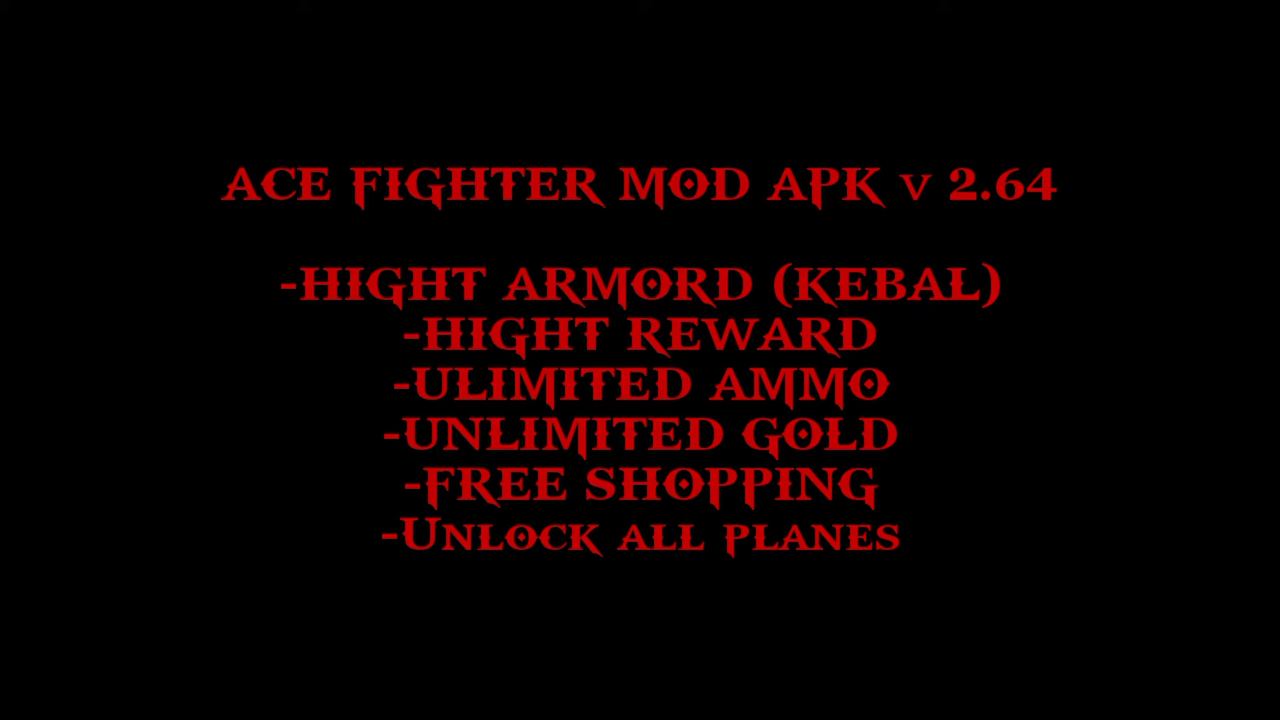 ACE FIGHTER MOD APK V 2.64
-HIGHT ARMORD (KEBAL)
-HIGHT REWARD
-ULIMITED AMMO
-UNLIMITED GOLD
-FREE SHOPPING
-UNLOCK ALL PLANES